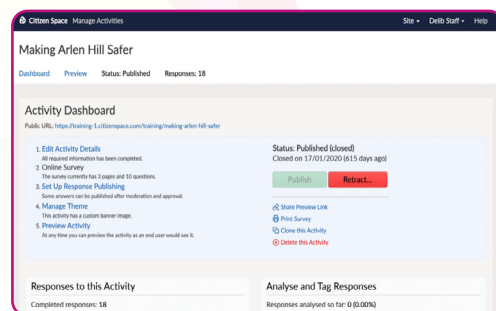 Citizen Space Manage Activities Site Delib Staff Help
Making Arlen Hill Safer
Dashboard Preview Status: Published Responses: 18
Activity Dashboard
Public URL: https://training-1.citizenspace.com/training/making-arlen-hill-safer
1. Edit Activity Details
All required information has been completed.
2. Online Survey
The survey currently has 3 pages and 10 questions.
3. Set Up Response Publishing
Some answers can be published after moderation and approval.
4. Manage Theme
This activity has a custom banner image.
5. Preview Activity
At any time you can preview the activity as an end user would see it.
Status: Published (closed)
Closed on 17/01/2020 (615 days ago)
Publish Retract...
Share Preview Link
Print Survey
Clone this Activity
Delete this Activity
Responses to this Activity
Completed responses: 18
Analyse and Tag Responses
Responses analysed so far: 0 (0.00%)